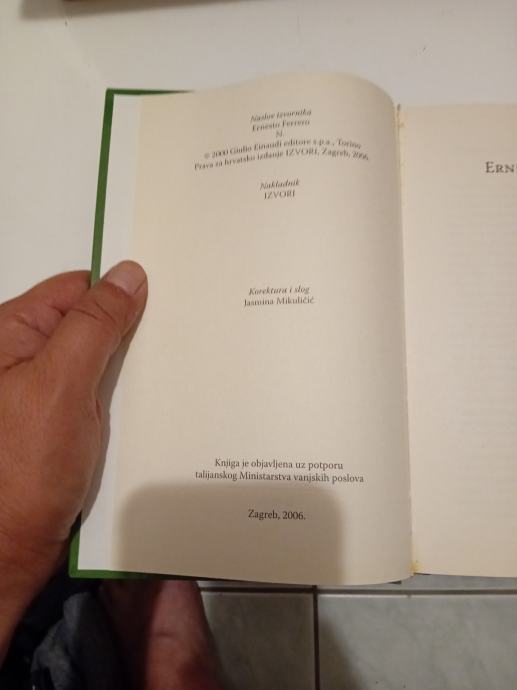 Naslov izvornika
Ernesto Ferrero
N.
© 2000 Giulio Einaudi editore s.p.a., Torino
Prava za hrvatsko izdanje IZVORI, Zagreb, 2006.
Nakladnik
IZVORI
Korektura i slog
Jasmina Mikuličić
Knjiga je objavljena uz potporu
talijanskog Ministarstva vanjskih poslova
Zagreb, 2006.